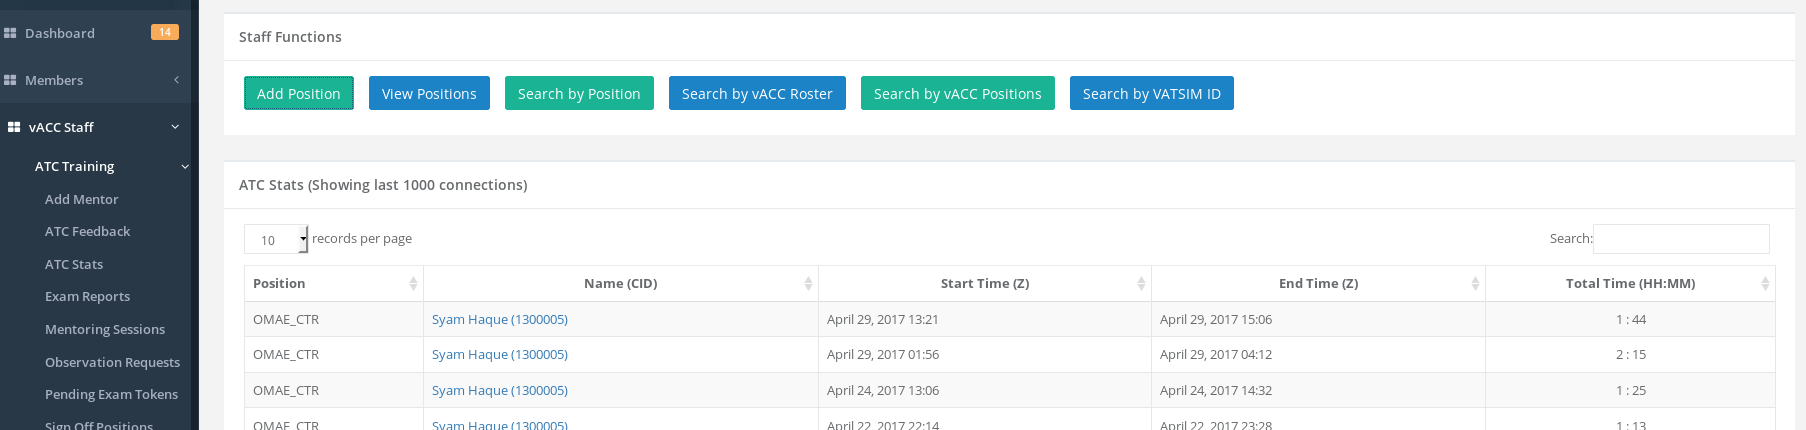 Dashboard 14
Members
vACC Staff
ATC Training
Add Mentor
ATC Feedback
ATC Stats
Exam Reports
Mentoring Sessions
Observation Requests
Pending Exam Tokens
Sign Off Positions
Staff Functions
Add Position View Positions Search by Position Search by vACC Roster Search by vACC Positions Search by VATSIM ID
ATC Stats (Showing last 1000 connections)
10 records per page Search:
Position Name (CID) Start Time (Z) End Time (Z) Total Time (HH:MM)
OMAE_CTR Syam Haque (1300005) April 29, 2017 13:21 April 29, 2017 15:06 1 : 44
OMAE_CTR Syam Haque (1300005) April 29, 2017 01:56 April 29, 2017 04:12 2 : 15
OMAE_CTR Syam Haque (1300005) April 24, 2017 13:06 April 24, 2017 14:32 1 : 25
OMAE_CTR Syam Haque (1300005) April 22, 2017 22:14 April 22, 2017 23:28 1 : 13